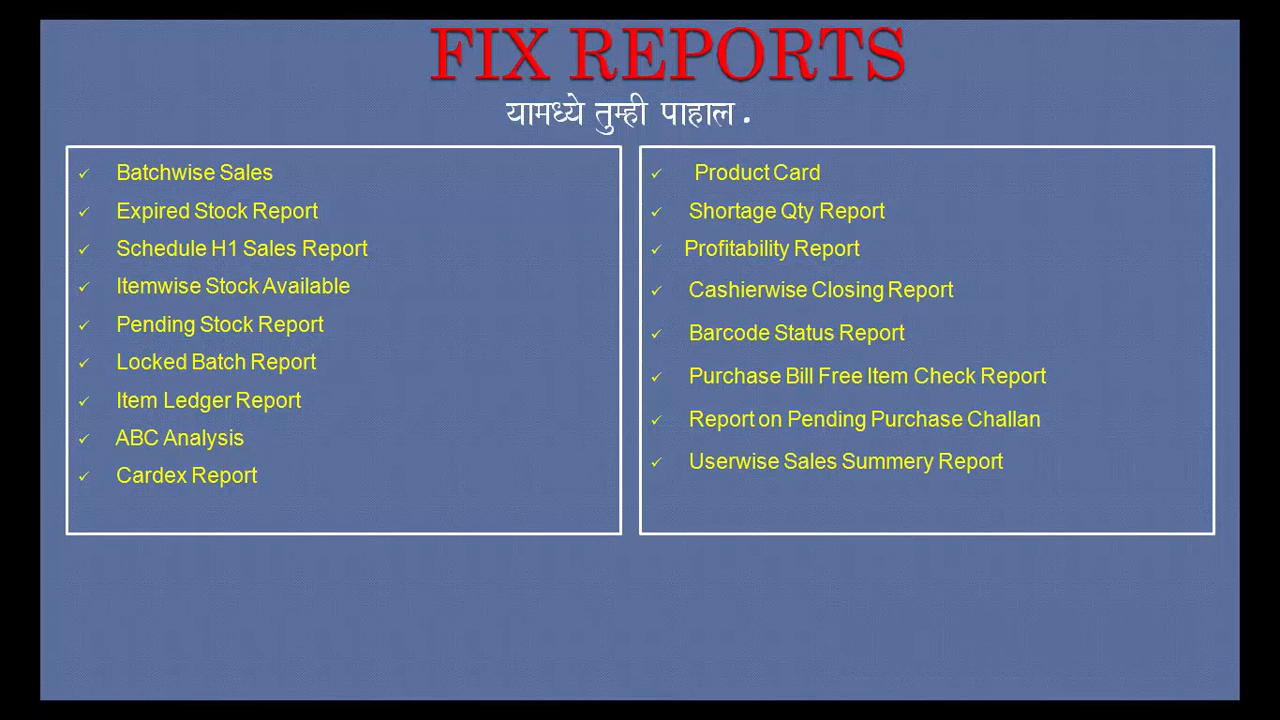 FIX REPORTS
यामध्ये तुम्ही पाहाल.
Batchwise Sales
Expired Stock Report
Schedule H1 Sales Report
Itemwise Stock Available
Pending Stock Report
Locked Batch Report
Item Ledger Report
ABC Analysis
Cardex Report
Product Card
Shortage Qty Report
Profitability Report
Cashierwise Closing Report
Barcode Status Report
Purchase Bill Free Item Check Report
Report on Pending Purchase Challan
Userwise Sales Summery Report